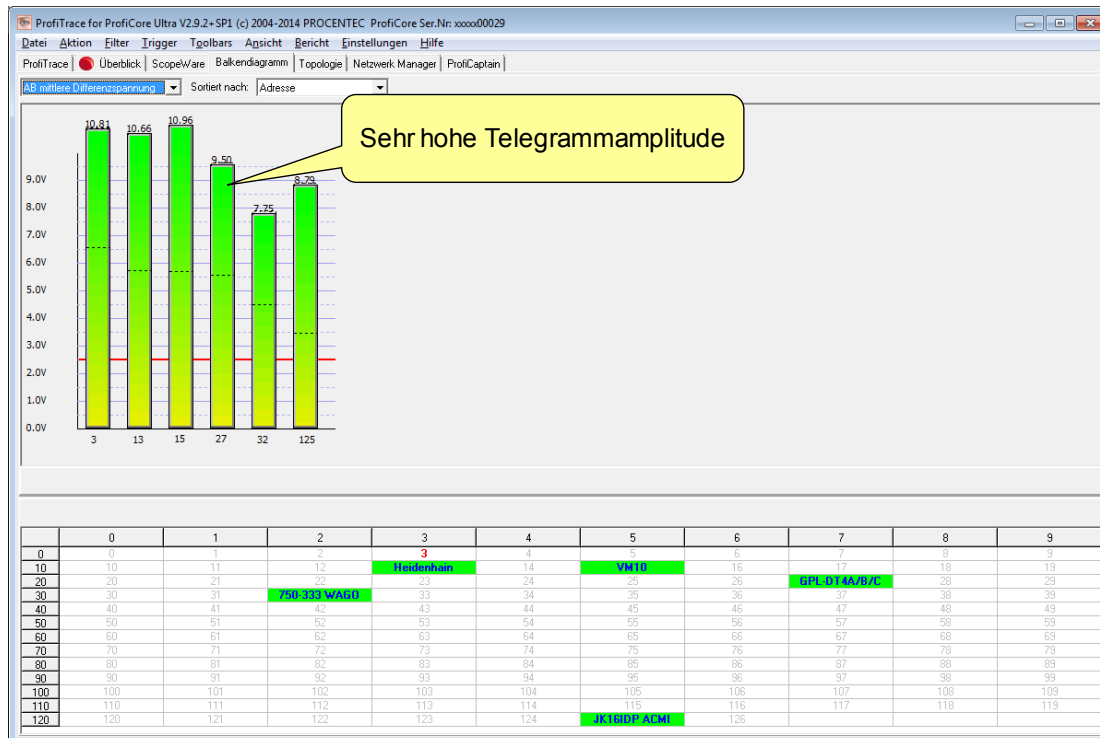 ProfiTrace for ProfiCore Ultra V2.9.2+SP1 (c) 2004-2014 PROCENTEC ProfiCore Ser.Nr: xxxxx00029
Datei Aktion Filter Trigger Toolbars Ansicht Bericht Einstellungen Hilfe
ProfiTrace Überblick ScopeWare Balkendiagramm Topologie Netzwerk Manager ProfiCaptain
AB mittlere Differenzspannung Sortiert nach: Adresse
Sehr hohe Telegrammamplitude
10.81 10.66 10.96 9.50 7.75 8.79
9.0V
8.0V
7.0V
6.0V
5.0V
4.0V
3.0V
2.0V
1.0V
0.0V
3 13 15 27 32 125
0 1 2 3 4 5 6 7 8 9
0 0 1 2 3 4 5 6 7 8 9
10 10 11 12 Heidenhain 14 VM10 16 17 18 19
20 20 21 22 23 24 25 26 GPL-DT4A/B/C 28 29
30 30 31 750-333 WAGO 33 34 35 36 37 38 39
40 40 41 42 43 44 45 46 47 48 49
50 50 51 52 53 54 55 56 57 58 59
60 60 61 62 63 64 65 66 67 68 69
70 70 71 72 73 74 75 76 77 78 79
80 80 81 82 83 84 85 86 87 88 89
90 90 91 92 93 94 95 96 97 98 99
100 100 101 102 103 104 105 106 107 108 109
110 110 111 112 113 114 115 116 117 118 119
120 120 121 122 123 124 JK16IDP ACMI 126